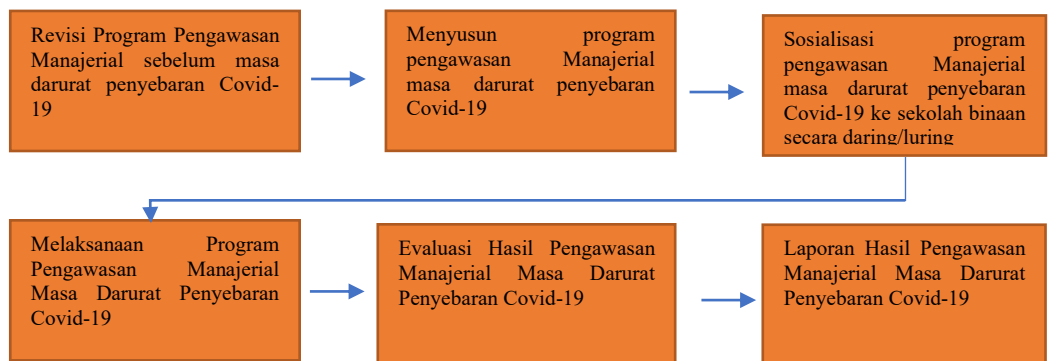 Revisi Program Pengawasan
Manajerial sebelum masa
darurat penyebaran Covid-
19
Menyusun program
pengawasan Manajerial
masa darurat penyebaran
Covid-19
Sosialisasi program
pengawasan Manajerial
masa darurat penyebaran
Covid-19 ke sekolah binaan
secara daring/luring
Melaksanaan Program
Pengawasan Manajerial
Masa Darurat Penyebaran
Covid-19
Evaluasi Hasil Pengawasan
Manajerial Masa Darurat
Penyebaran Covid-19
Laporan Hasil Pengawasan
Manajerial Masa Darurat
Penyebaran Covid-19